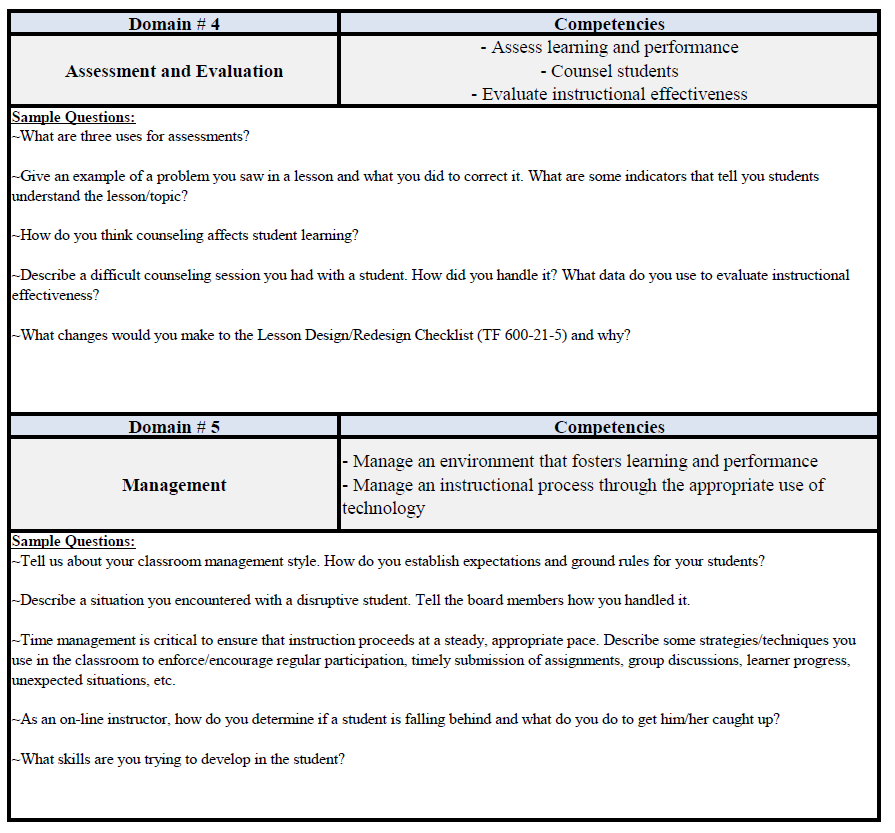 Domain # 4
Competencies
Assessment and Evaluation
- Assess learning and performance
- Counsel students
- Evaluate instructional effectiveness
Sample Questions:
~What are three uses for assessments?
~Give an example of a problem you saw in a lesson and what you did to correct it. What are some indicators that tell you students
understand the lesson/topic?
~How do you think counseling affects student learning?
~Describe a difficult counseling session you had with a student. How did you handle it? What data do you use to evaluate instructional
effectiveness?
~What changes would you make to the Lesson Design/Redesign Checklist (TF 600-21-5) and why?
Domain # 5
Competencies
Management
- Manage an environment that fosters learning and performance
- Manage an instructional process through the appropriate use of
technology
Sample Questions:
~Tell us about your classroom management style. How do you establish expectations and ground rules for your students?
~Describe a situation you encountered with a disruptive student. Tell the board members how you handled it.
~Time management is critical to ensure that instruction proceeds at a steady, appropriate pace. Describe some strategies/techniques you
use in the classroom to enforce/encourage regular participation, timely submission of assignments, group discussions, learner progress,
unexpected situations, etc.
~As an on-line instructor, how do you determine if a student is falling behind and what do you do to get him/her caught up?
~What skills are you trying to develop in the student?